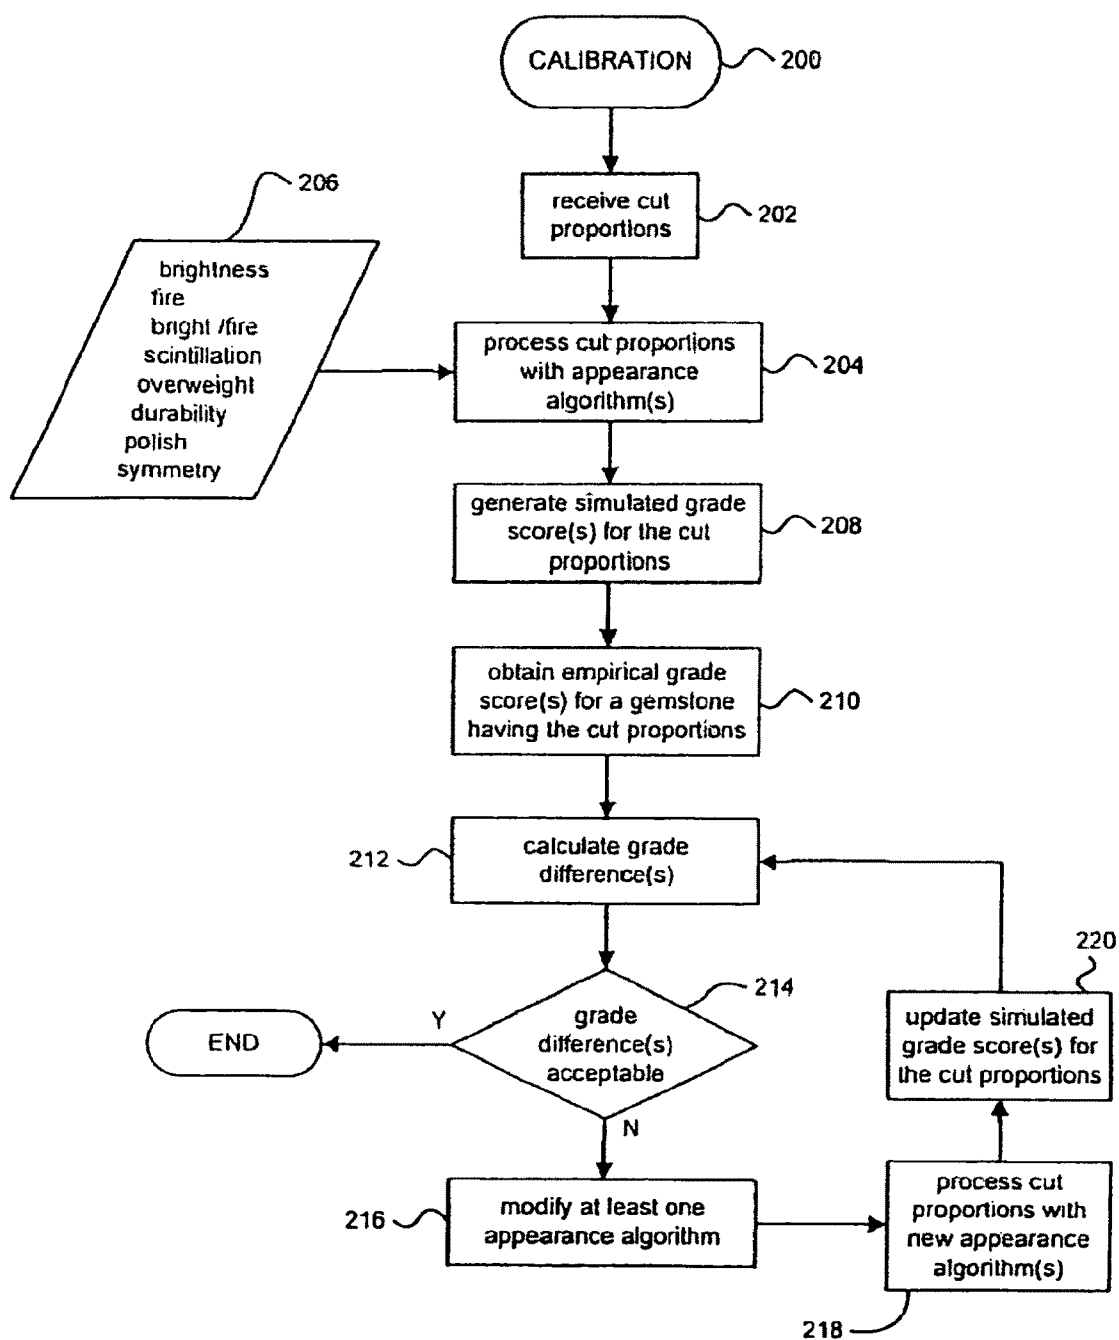 CALIBRATION
200
receive cut
proportions
202
206
brightness
fire
bright /fire
scintillation
overweight
durability
polish
symmetry
process cut proportions
with appearance
algorithm(s)
204
generate simulated grade
score(s) for the cut
proportions
208
obtain empirical grade
score(s) for a gemstone
having the cut proportions
210
calculate grade
difference(s)
212
grade
difference(s)
acceptable
214
Y
END
N
modify at least one
appearance algorithm
216
process cut
proportions with
new appearance
algorithm(s)
218
update simulated
grade score(s) for
the cut proportions
220